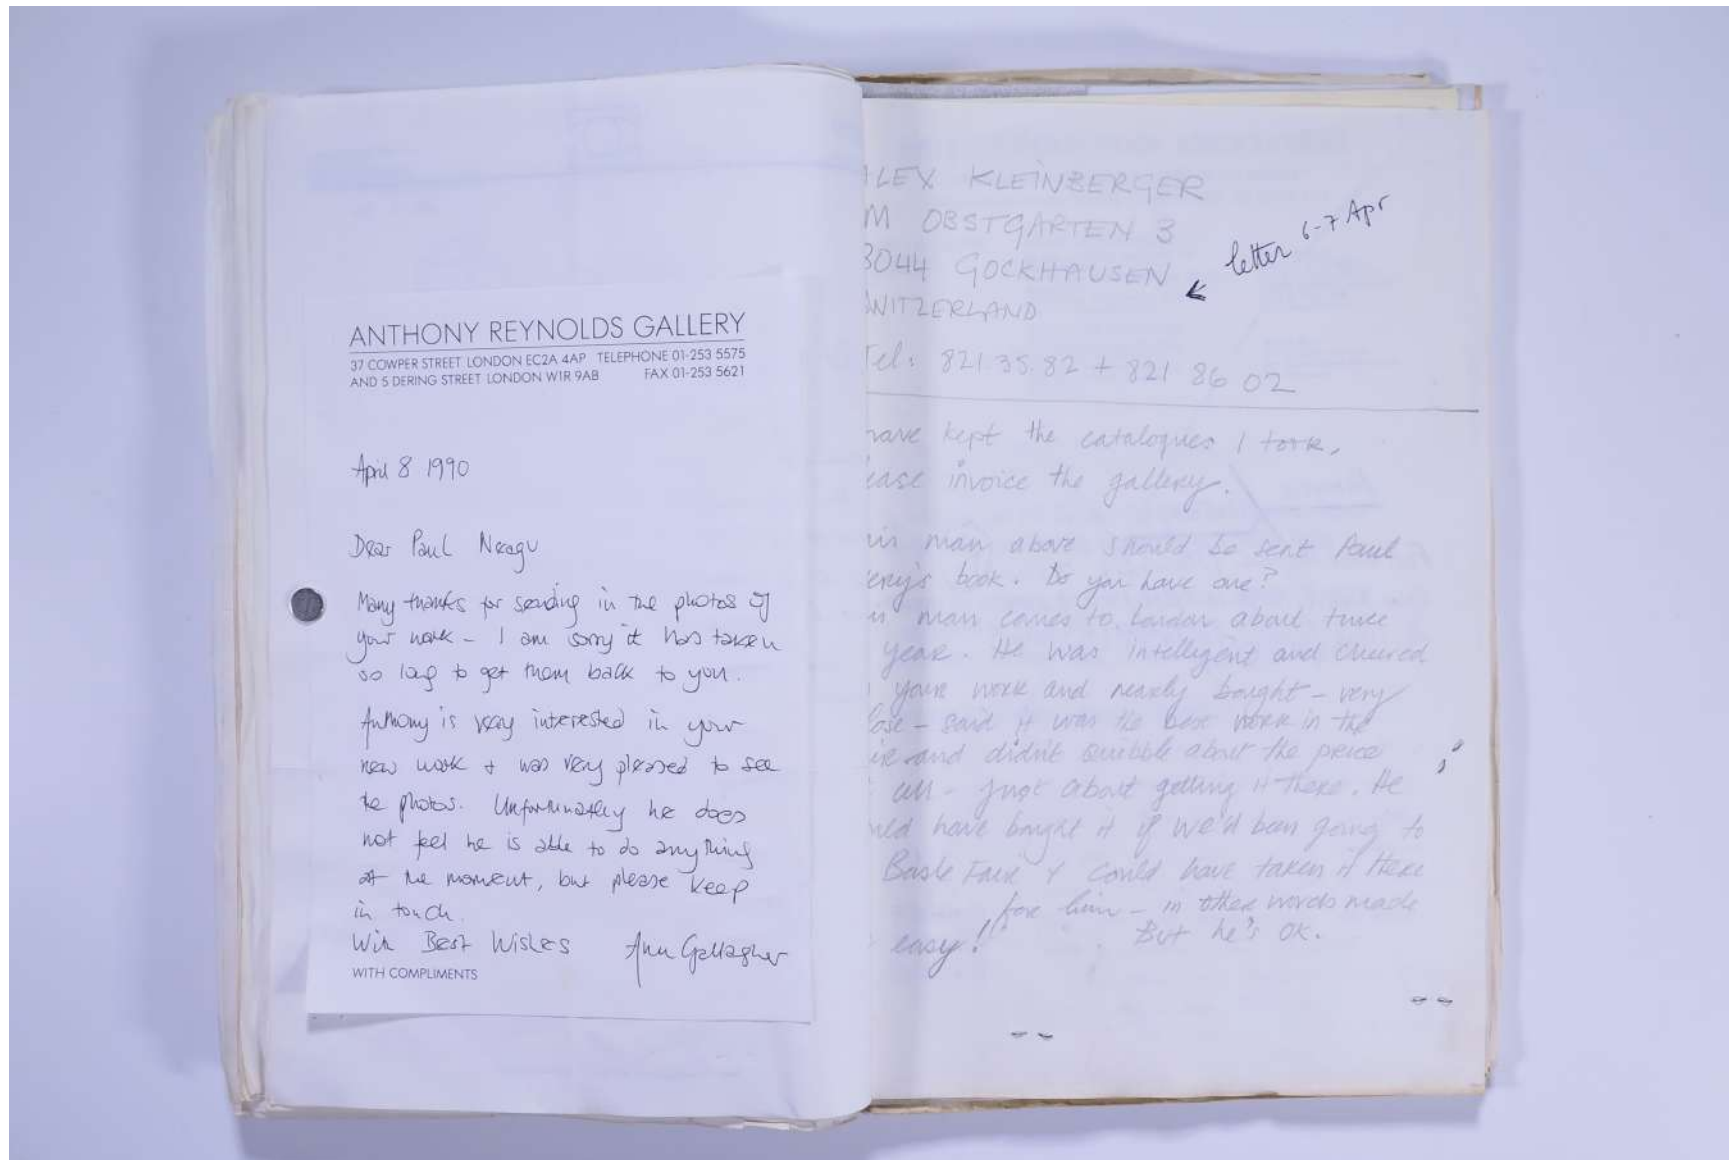 ANTHONY REYNOLDS GALLERY
37 COWPER STREET LONDON EC2A 4AP TELEPHONE 01-253 5575
AND 5 DERING STREET LONDON W1R 9AB FAX 01-253 5621
April 8 1990
Dear Paul Neagu
Many thanks for sending in the photos of
your work - I am sorry it has taken
so long to get them back to you.
Anthony is very interested in your
new work + was very pleased to see
the photos. Unfortunately he does
not feel he is able to do anything
at the moment, but please keep
in touch.
With Best Wishes Ann Gallagher
WITH COMPLIMENTS
LEX KLEINBERGER
M OBSTGARTEN 3
8044 GOCKHAUSEN
WITZERLAND
letter 6-7 Apr
Tel: 821.35.82 + 821 86 02
have kept the catalogues I took,
ease invoice the gallery.
is man above should be sent Paul
book. Do you have one?
man comes to London about twice
year. He was intelligent and
your work and nearly bought - very
ose - said it was the best work in the
and didn't quibble about the price
all - just about getting it there. He
uld have bought it if we'd been going to
Basle Fair & could have taken it there
for him - in other words made
easy! But he's OK.